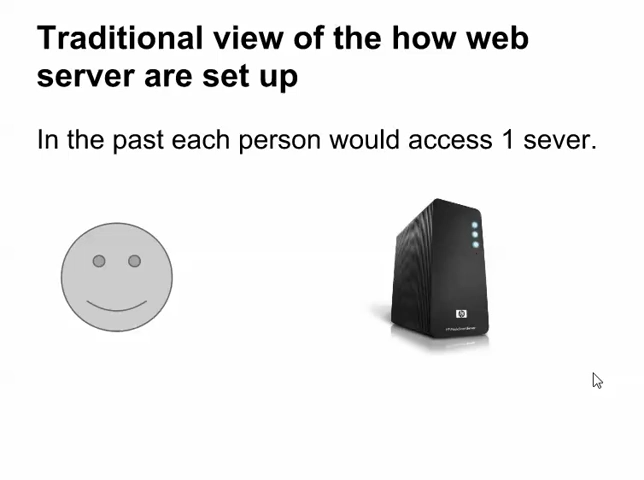 Traditional view of the how web
server are set up
In the past each person would access 1 sever.
hp